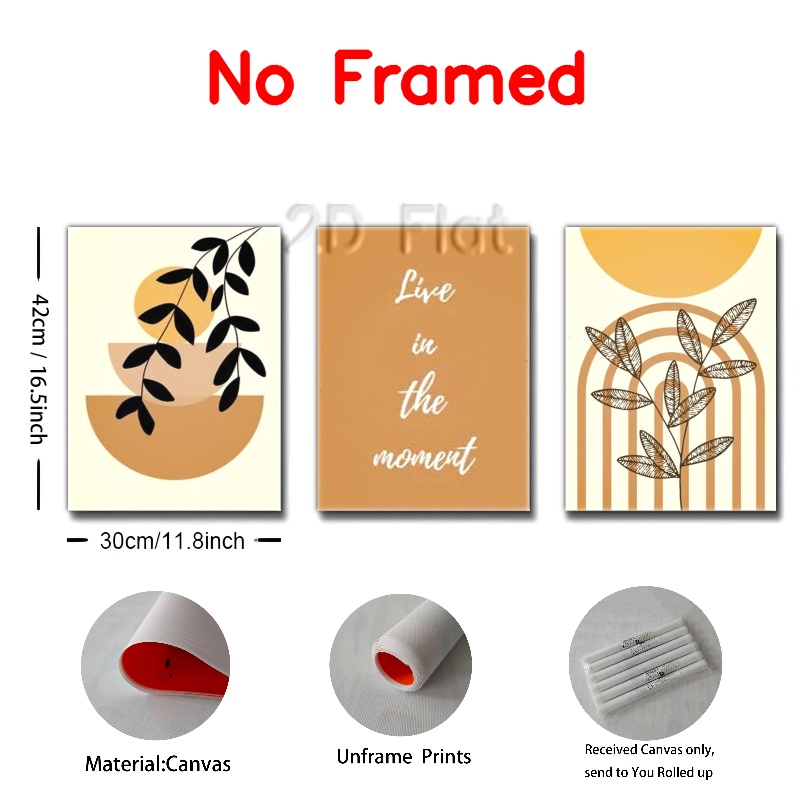 No Framed
2D Flat
42cm / 16.5inch
Live
in
the
moment
30cm/11.8inch
Material:Canvas
Unframe Prints
Received Canvas only,
send to You Rolled up